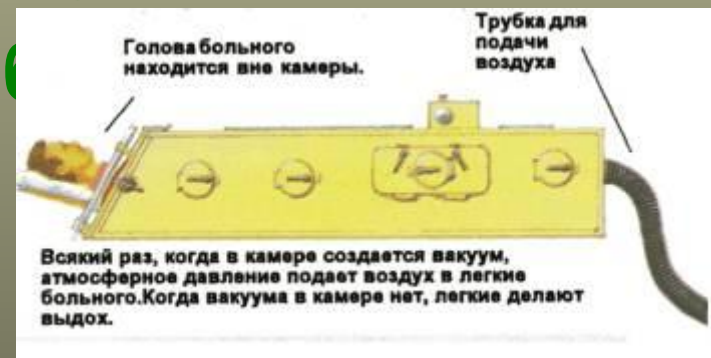 Голова больного
находится вне камеры.
Трубка для
подачи
воздуха
Всякий раз, когда в камере создается вакуум,
атмосферное давление подает воздух в легкие
больного.Когда вакуума в камере нет, легкие делают
выдох.